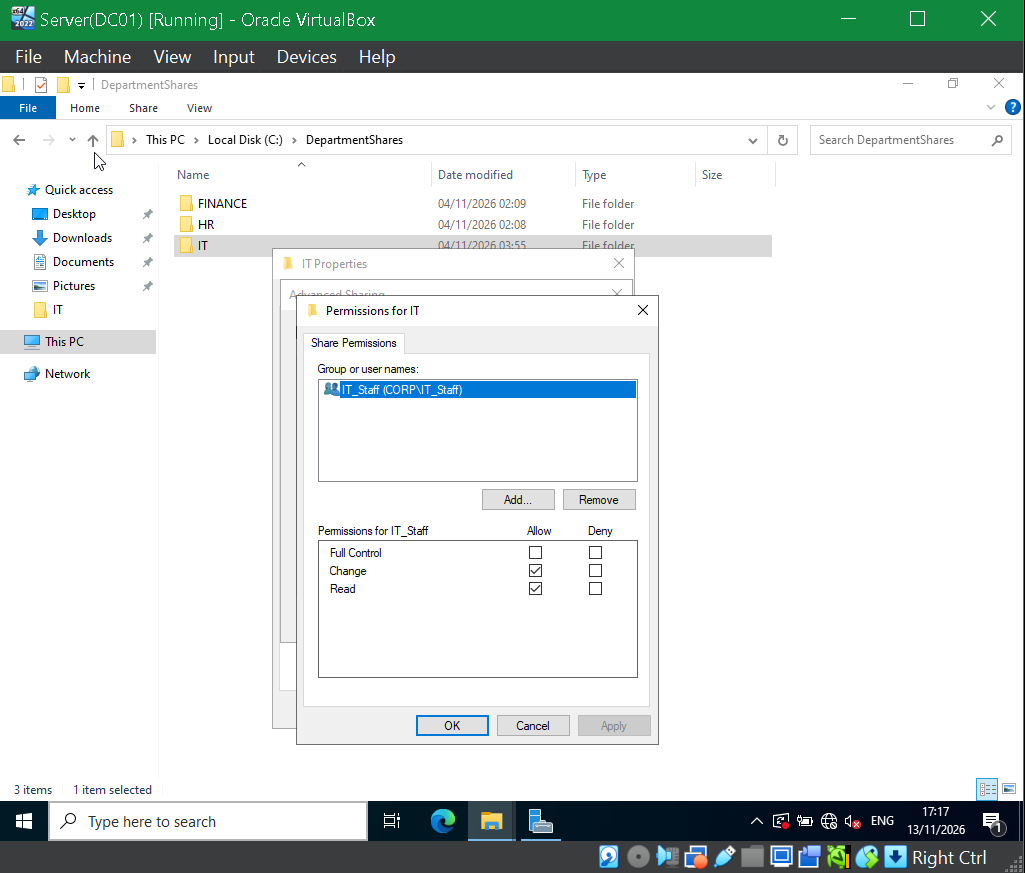 Server(DC01) [Running] - Oracle VirtualBox
File Machine View Input Devices Help
DepartmentShares
File Home Share View
This PC > Local Disk (C:) > DepartmentShares
Search DepartmentShares
Name Date modified Type Size
Quick access
Desktop
Downloads
Documents
Pictures
IT
This PC
Network
FINANCE 04/11/2026 02:09 File folder
HR 04/11/2026 02:08 File folder
IT 04/11/2026 03:55 File folder
IT Properties
Advanced Sharing
Permissions for IT
Share Permissions
Group or user names:
IT_Staff (CORP\IT_Staff)
Add... Remove
Permissions for IT_Staff Allow Deny
Full Control
Change
Read
OK Cancel Apply
3 items 1 item selected
Type here to search
ENG
17:17
13/11/2026
1
Right Ctrl